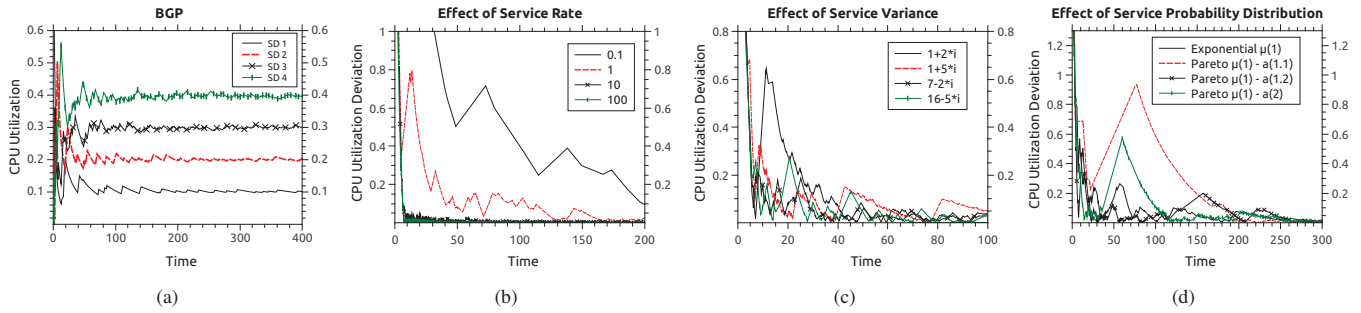 BGP
CPU Utilization
0.6
0.5
0.4
0.3
0.2
0.1
0.6
0.5
0.4
0.3
0.2
0.1
SD 1
SD 2
SD 3
SD 4
0
100
200
300
400
Time
(a)
Effect of Service Rate
CPU Utilization Deviation
1
0.8
0.6
0.4
0.2
1
0.8
0.6
0.4
0.2
0.1
1
10
100
0
50
100
150
200
Time
(b)
Effect of Service Variance
CPU Utilization Deviation
0.8
0.6
0.4
0.2
0.8
0.6
0.4
0.2
1+2*i
1+5*i
7-2*i
16-5*i
0
20
40
60
80
100
Time
(c)
Effect of Service Probability Distribution
CPU Utilization Deviation
1.2
1
0.8
0.6
0.4
0.2
1.2
1
0.8
0.6
0.4
0.2
Exponential μ(1)
Pareto μ(1) - a(1.1)
Pareto μ(1) - a(1.2)
Pareto μ(1) - a(2)
0
50
100
150
200
250
300
Time
(d)